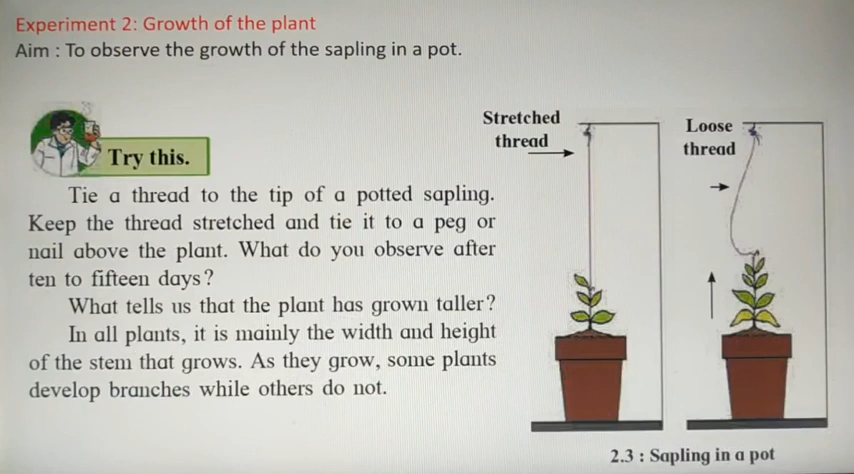 Experiment 2: Growth of the plant
Aim : To observe the growth of the sapling in a pot.
Try this.
Tie a thread to the tip of a potted sapling.
Keep the thread stretched and tie it to a peg or
nail above the plant. What do you observe after
ten to fifteen days?
What tells us that the plant has grown taller?
In all plants, it is mainly the width and height
of the stem that grows. As they grow, some plants
develop branches while others do not.
Stretched
thread
Loose
thread
2.3 : Sapling in a pot